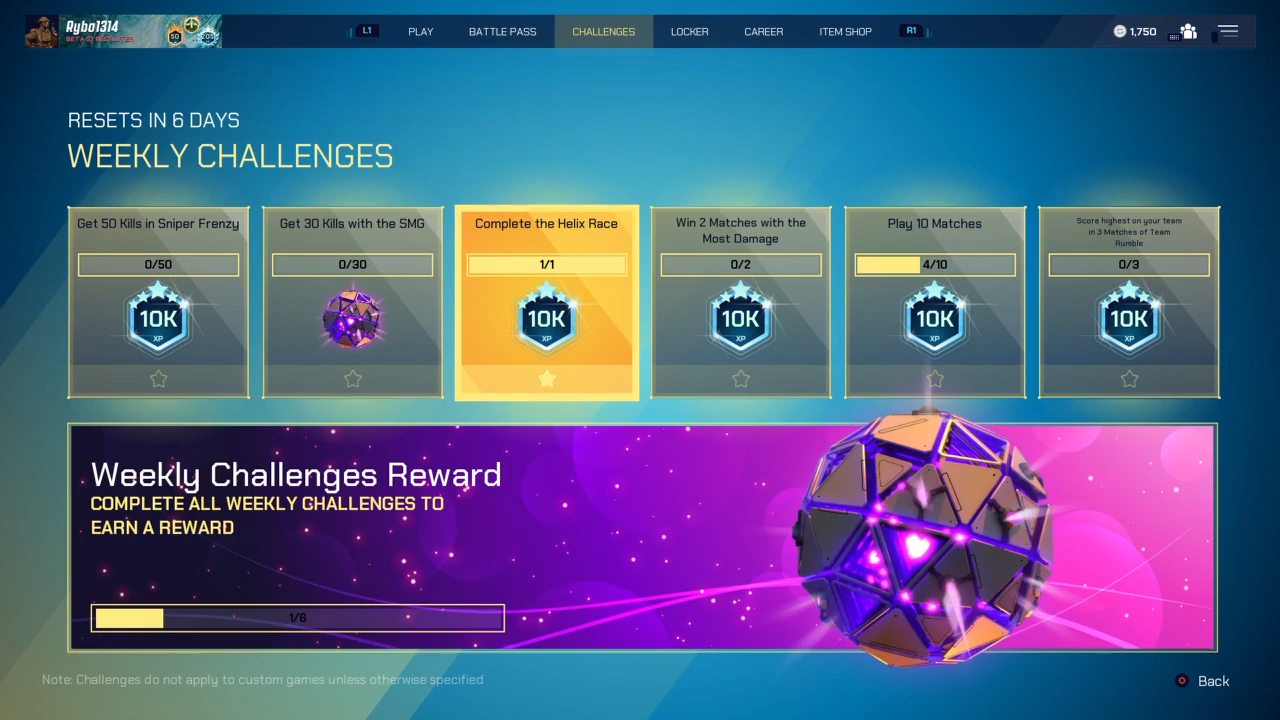 Rybo1314
50
L1
PLAY
BATTLE PASS
CHALLENGES
LOCKER
CAREER
ITEM SHOP
R1
1,750
RESETS IN 6 DAYS
WEEKLY CHALLENGES
Get 50 Kills in Sniper Frenzy
0/50
10K
XP
Get 30 Kills with the SMG
0/30
Complete the Helix Race
1/1
10K
XP
Win 2 Matches with the
Most Damage
0/2
10K
XP
Play 10 Matches
4/10
10K
XP
Score highest on your team
in 3 Matches of Team
Rumble
0/3
10K
XP
Weekly Challenges Reward
COMPLETE ALL WEEKLY CHALLENGES TO
EARN A REWARD
1/6
Note: Challenges do not apply to custom games unless otherwise specified
Back